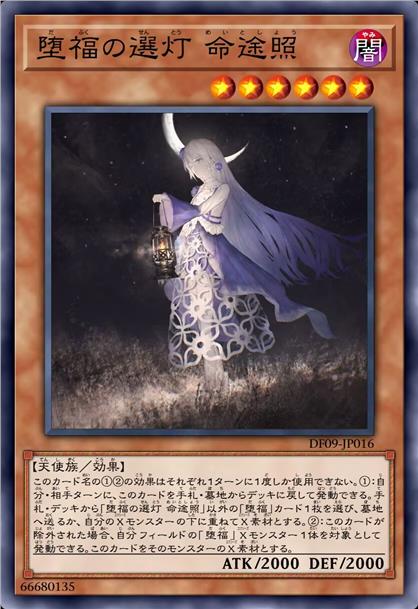 堕福の選灯 命途照
闇
DF09-JP016
【天使族／効果】
このカード名の①②の効果はそれぞれ1ターンに1度しか使用できない。①:自
分・相手ターンに、このカードを手札・墓地からデッキに戻して発動できる。手
札・デッキから「堕福の選灯 命途照」以外の「堕福」カード1枚を選び、墓地
へ送るか、自分のXモンスターの下に重ねてX素材とする。②:このカードが
除外された場合、自分フィールドの「堕福」Xモンスター1体を対象として
発動できる。このカードをそのモンスターのX素材とする。
ATK/2000 DEF/2000
66680135